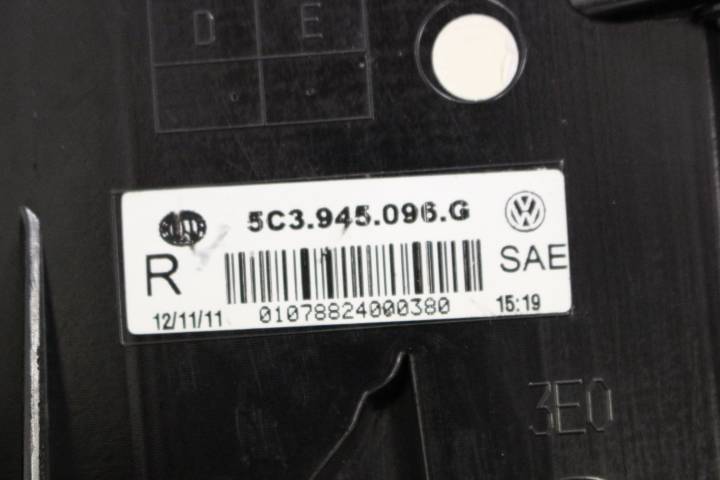 D E
5C3.945.096.G
R SAE
12/11/11 01078824000380 15:19
3E0